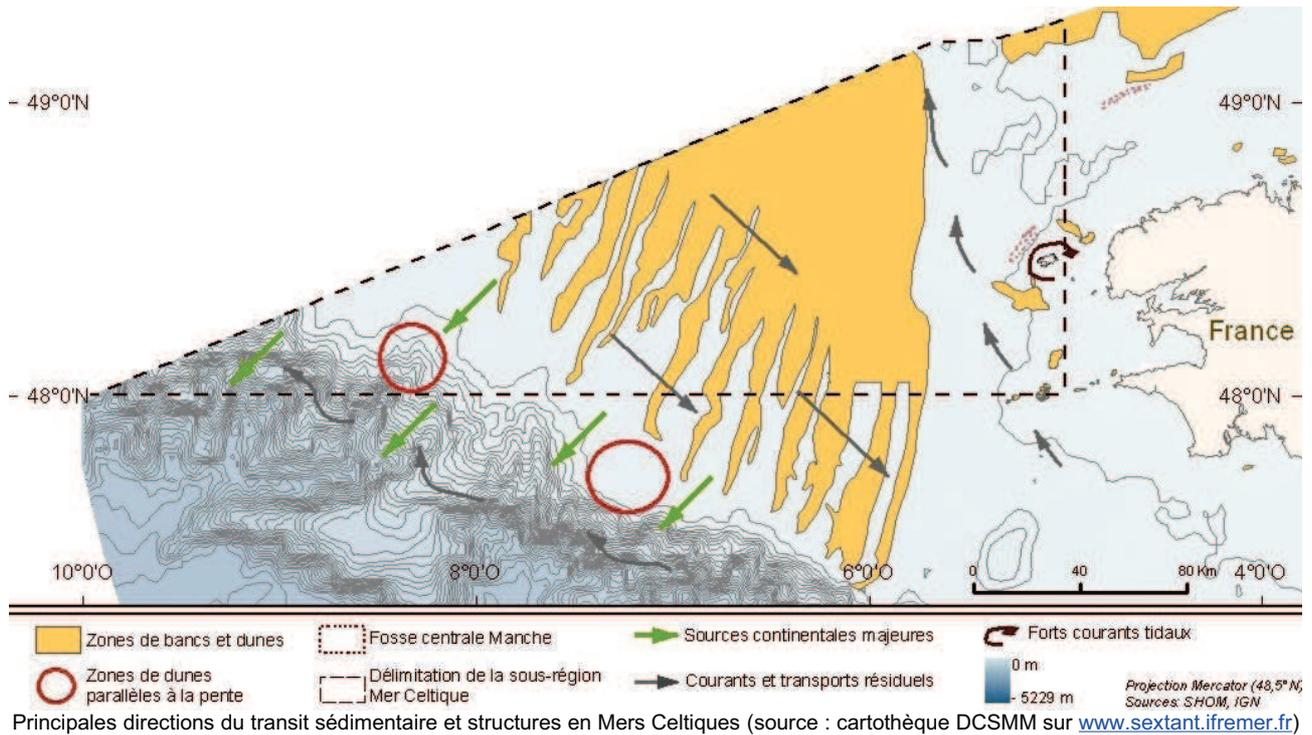 49°0'N
49°0'N
France
48°0'N
48°0'N
10°0'O
8°0'O
6°0'O
0
40
80 Km
4°0'O
Zones de bancs et dunes
Fosse centrale Manche
Sources continentales majeures
Forts courants tidaux
Zones de dunes
parallèles à la pente
Délimitation de la sous-région
Mer Celtique
Courants et transports résiduels
0 m
- 5229 m
Projection Mercator (48,5° N)
Sources: SHOM, IGN
Principales directions du transit sédimentaire et structures en Mers Celtiques (source : cartothèque DCSMM sur www.sextant.ifremer.fr)